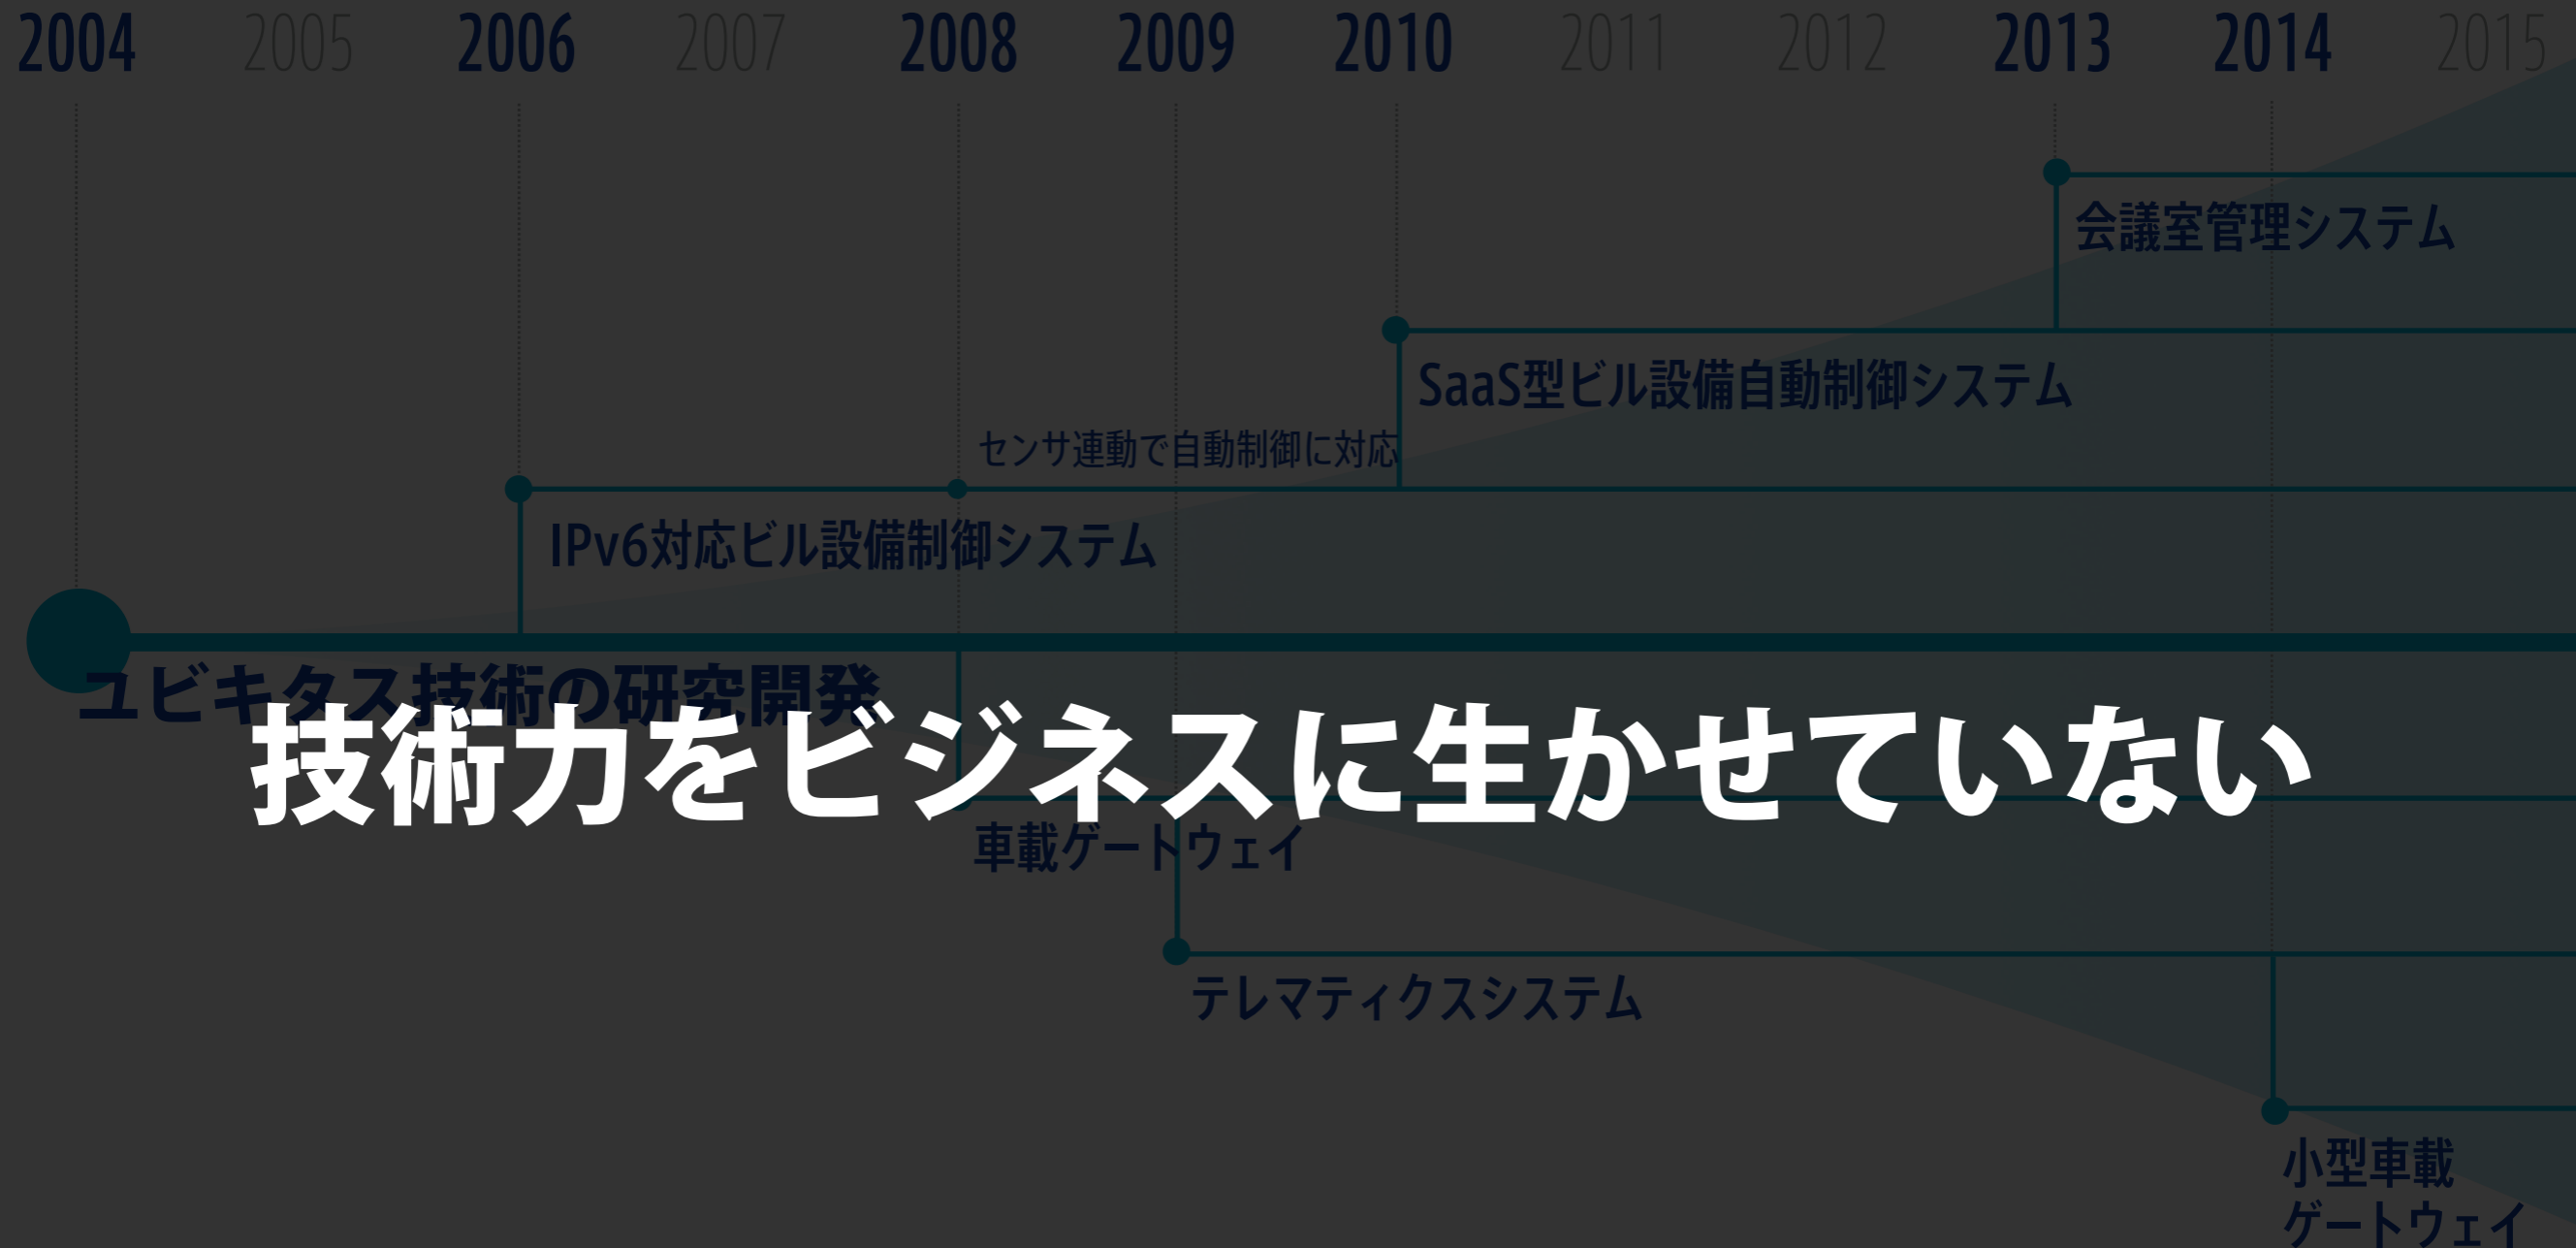 2004 2005 2006 2007 2008 2009 2010 2011 2012 2013 2014 2015
会議室管理システム
SaaS型ビル設備自動制御システム
センサ連動で自動制御に対応
IPv6対応ビル設備制御システム
ユビキタス技術の研究開発
技術力をビジネスに生かせていない
車載ゲートウェイ
テレマティクスシステム
小型車載
ゲートウェイ